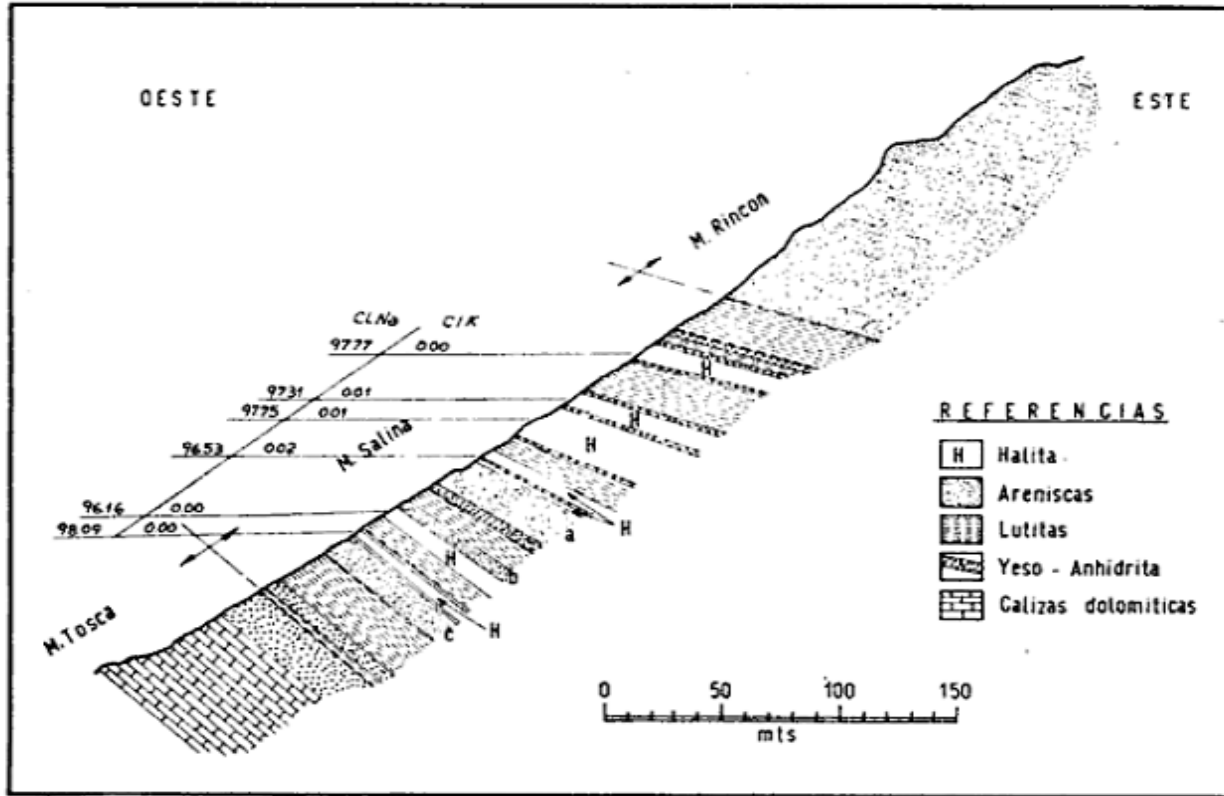 OESTE
ESTE
M. Rincon
CLNa CIK
97.77 0.00
97.31 0.01
97.75 0.01
M. Salina
96.53 0.02
96.16 0.00
98.09 0.00
M. Tosca
H
H
H
H
a
H
b
c
H
REFERENCIAS
H Halita
Areniscas
Lutitas
Yeso - Anhidrita
Calizas dolomiticas
0 50 100 150
mts